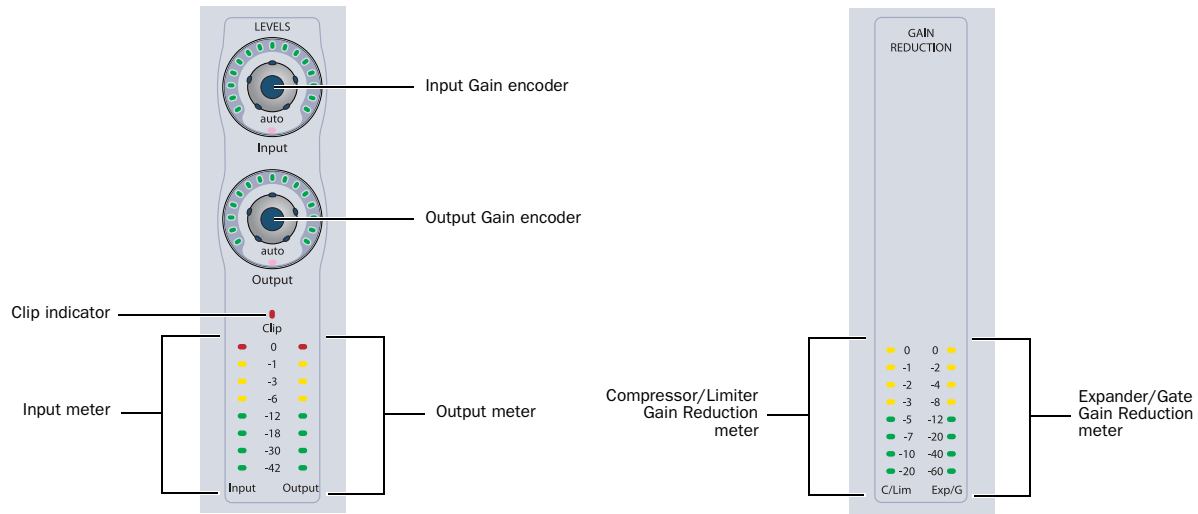 LEVELS
auto
Input
Input Gain encoder
auto
Output
Output Gain encoder
Clip indicator
Clip
0
-1
-3
-6
-12
-18
-30
-42
Input Output
Input meter
Output meter
GAIN
REDUCTION
0 0
-1 -2
-2 -4
-3 -8
-5 -12
-7 -20
-10 -40
-20 -60
C/Lim Exp/G
Compressor/Limiter
Gain Reduction
meter
Expander/Gate
Gain Reduction
meter